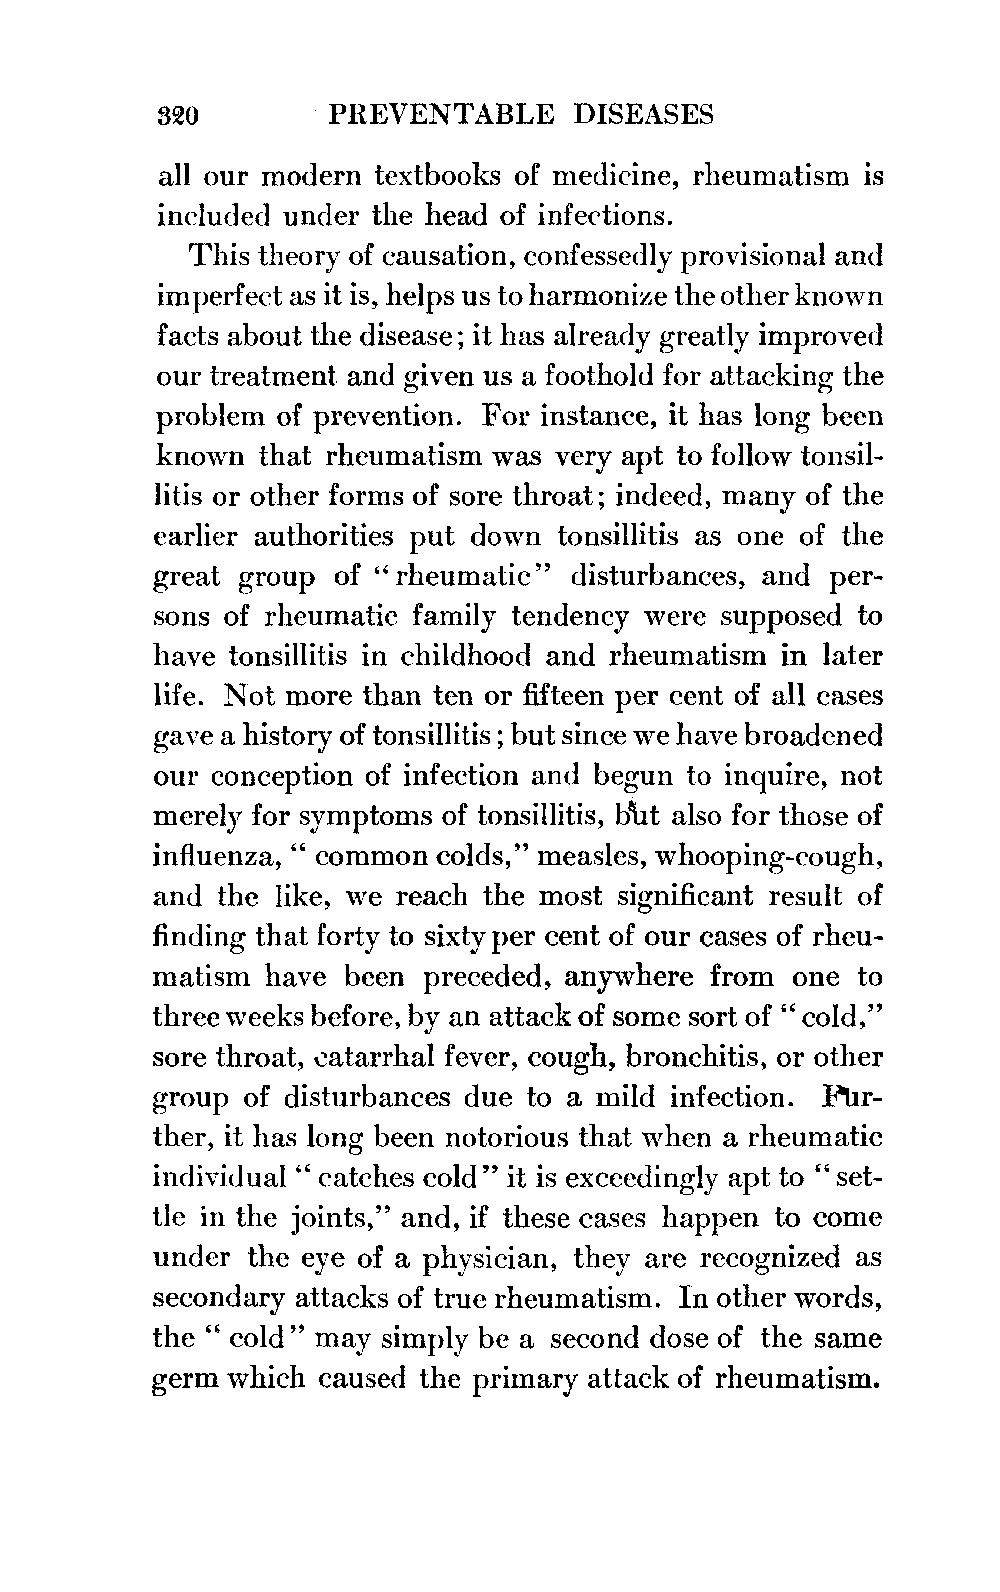 320 PREVENTABLE DISEASES
all our modern textbooks of medicine, rheumatism is
included under the head of infections.
This theory of causation, confessedly provisional and
imperfect as it is, helps us to harmonize the other known
facts about the disease; it has already greatly improved
our treatment and given us a foothold for attacking the
problem of prevention. For instance, it has long been
known that rheumatism was very apt to follow tonsil-
litis or other forms of sore throat; indeed, many of the
earlier authorities put down tonsillitis as one of the
great group of "rheumatic" disturbances, and per-
sons of rheumatic family tendency were supposed to
have tonsillitis in childhood and rheumatism in later
life. Not more than ten or fifteen per cent of all cases
gave a history of tonsillitis; but since we have broadened
our conception of infection and begun to inquire, not
merely for symptoms of tonsillitis, but also for those of
influenza, "common colds," measles, whooping-cough,
and the like, we reach the most significant result of
finding that forty to sixty per cent of our cases of rheu-
matism have been preceded, anywhere from one to
three weeks before, by an attack of some sort of "cold,"
sore throat, catarrhal fever, cough, bronchitis, or other
group of disturbances due to a mild infection. Fur-
ther, it has long been notorious that when a rheumatic
individual "catches cold" it is exceedingly apt to "set-
tle in the joints," and, if these cases happen to come
under the eye of a physician, they are recognized as
secondary attacks of true rheumatism. In other words,
the "cold" may simply be a second dose of the same
germ which caused the primary attack of rheumatism.